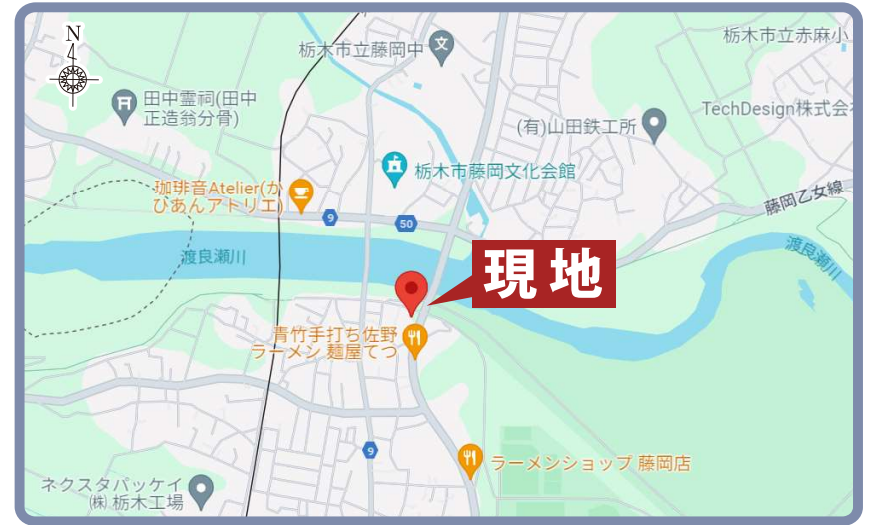 N
栃木市立藤岡中
文
栃木市立赤麻小
田中霊祠(田中
正造翁分骨)
TechDesign株式会
(有)山田鉄工所
栃木市藤岡文化会館
珈琲音Atelier(か
ひあんアトリエ)
9
50
藤岡乙女線
渡良瀬川
渡良瀬川
現地
青竹手打ち佐野
ラーメン 麺屋てつ
9
ラーメンショップ 藤岡店
ネクスタパッケイ
㈱ 栃木工場